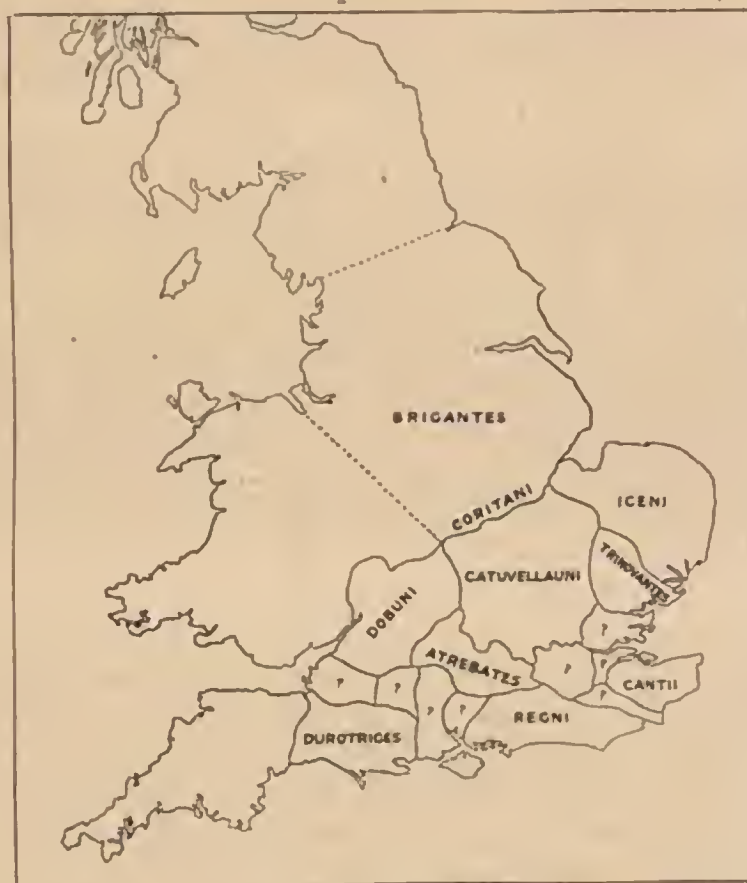 BRIGANTES
ICENI
CORITANI
TRINOVANTES
CATUVELLAUNI
DOBUNI
?
ATREBATES
?
?
CANTII
?
?
?
?
?
REGNI
DUROTRIGES